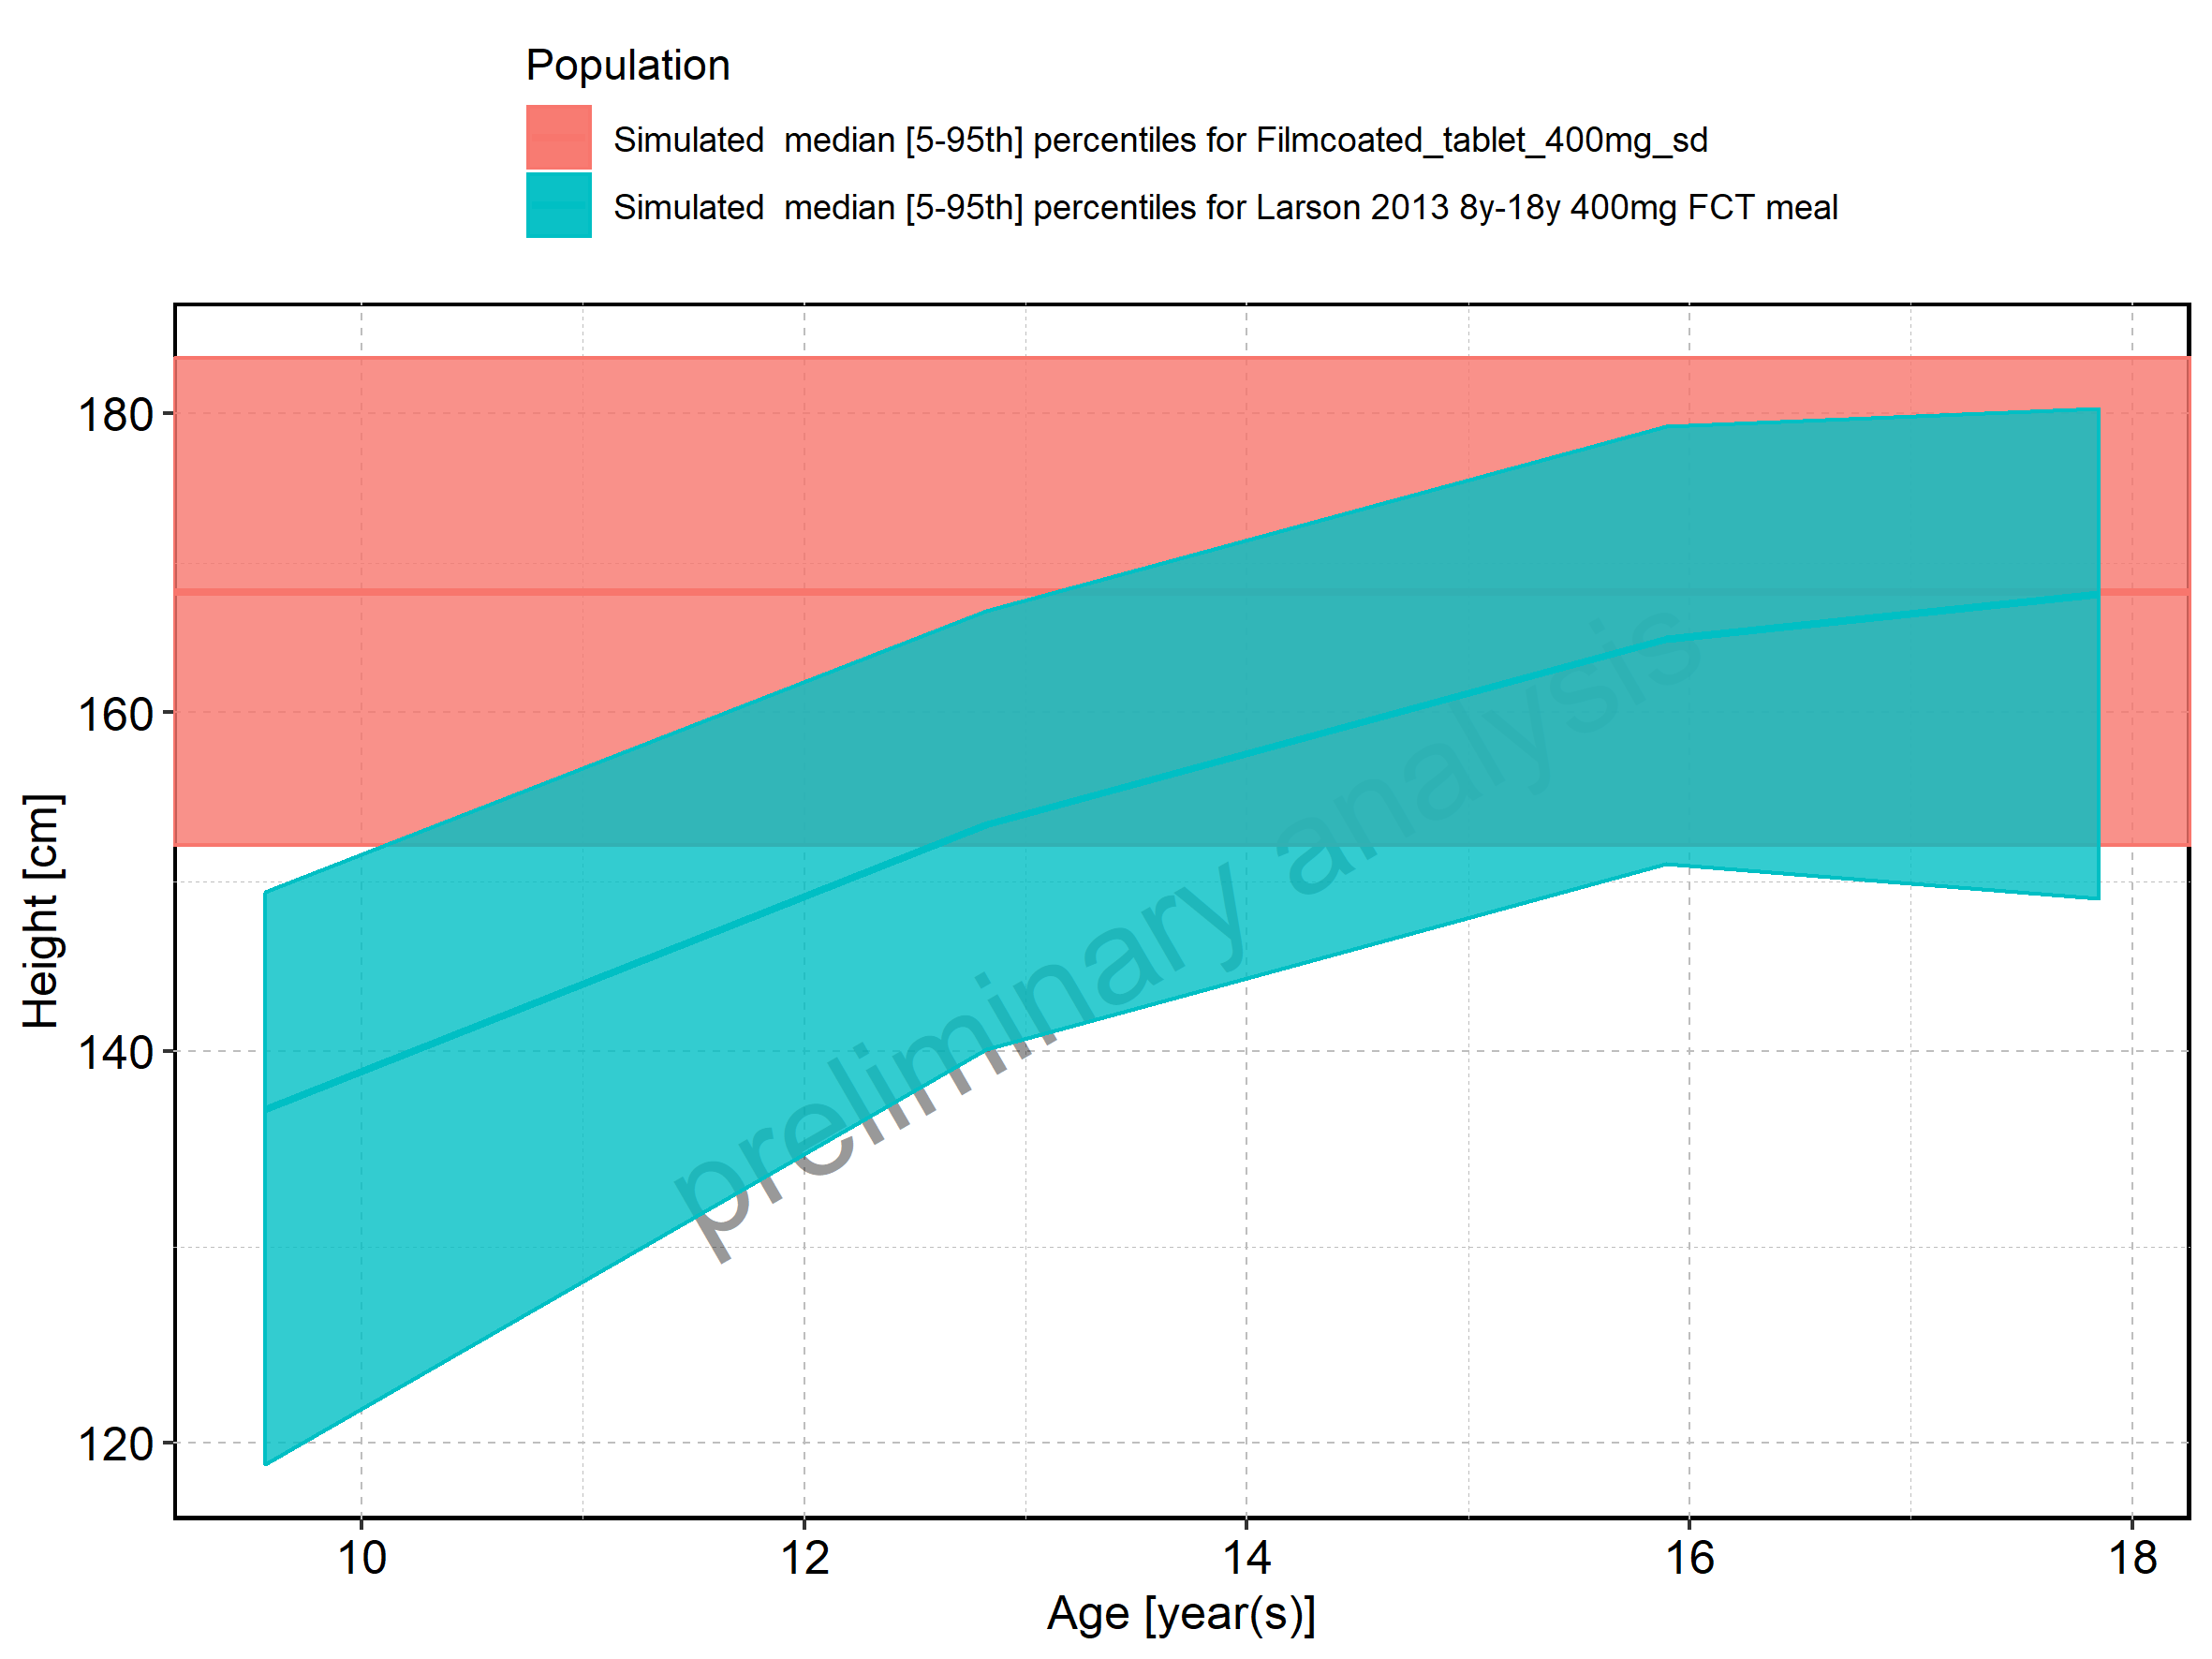 Population
Simulated  median [5-95th] percentiles for Filmcoated_tablet_400mg_sd
Simulated  median [5-95th] percentiles for Larson 2013 8y-18y 400mg FCT meal
180
160
140
120
Height [cm]
preliminary analysis
10 12 14 16 18
Age [year(s)]